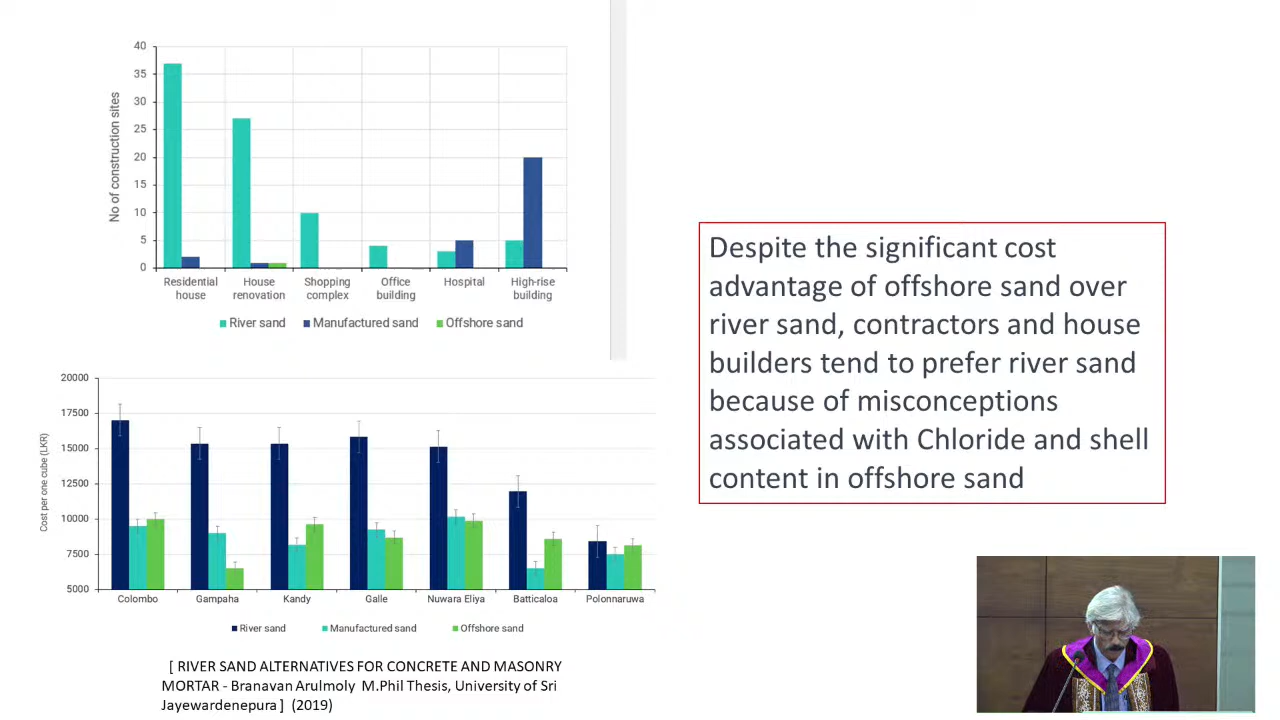 40
35
30
25
20
15
10
5
0
No of construction sites
Residential house
House renovation
Shopping complex
Office building
Hospital
High-rise building
River sand Manufactured sand Offshore sand
20000
17500
15000
12500
10000
7500
5000
Cost per one cube (LKR)
Colombo Gampaha Kandy Galle Nuwara Eliya Batticaloa Polonnaruwa
River sand Manufactured sand Offshore sand
[ RIVER SAND ALTERNATIVES FOR CONCRETE AND MASONRY
MORTAR - Branavan Arulmoly M.Phil Thesis, University of Sri
Jayewardenepura ] (2019)
Despite the significant cost
advantage of offshore sand over
river sand, contractors and house
builders tend to prefer river sand
because of misconceptions
associated with Chloride and shell
content in offshore sand